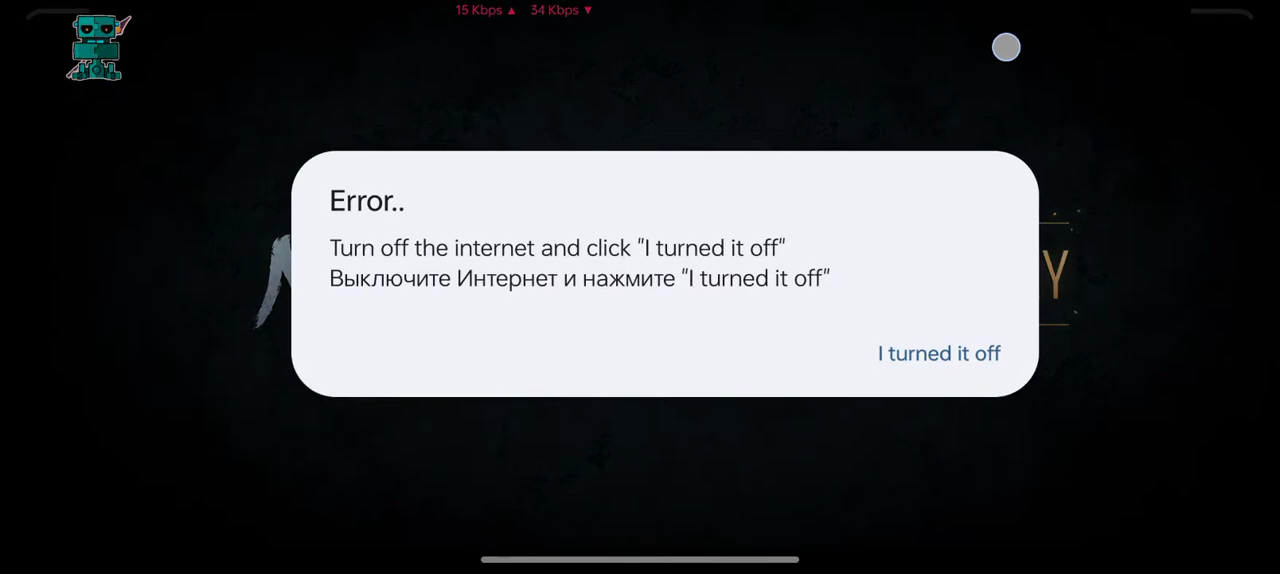 15 Kbps ▲ 34 Kbps ▼
Error..
Turn off the internet and click "I turned it off"
Выключите Интернет и нажмите "I turned it off"
Y
I turned it off